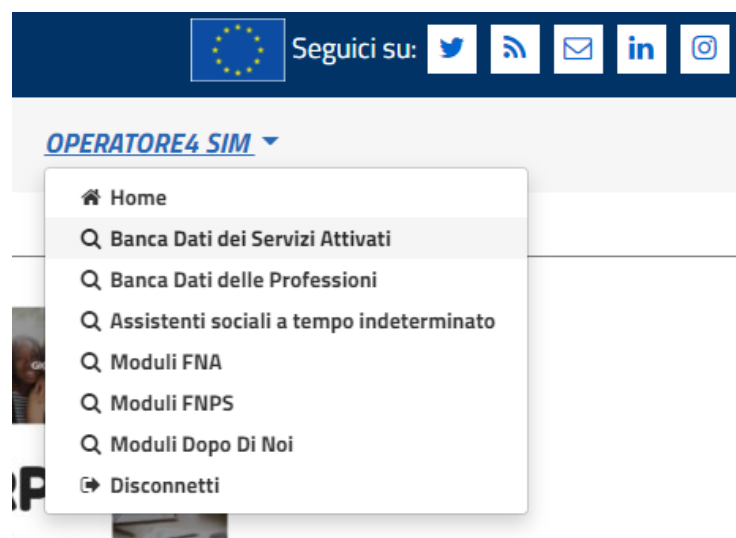 Seguici su:
OPERATORE4 SIM
Home
Banca Dati dei Servizi Attivati
Banca Dati delle Professioni
Assistenti sociali a tempo indeterminato
Moduli FNA
Moduli FNPS
Moduli Dopo Di Noi
Disconnetti